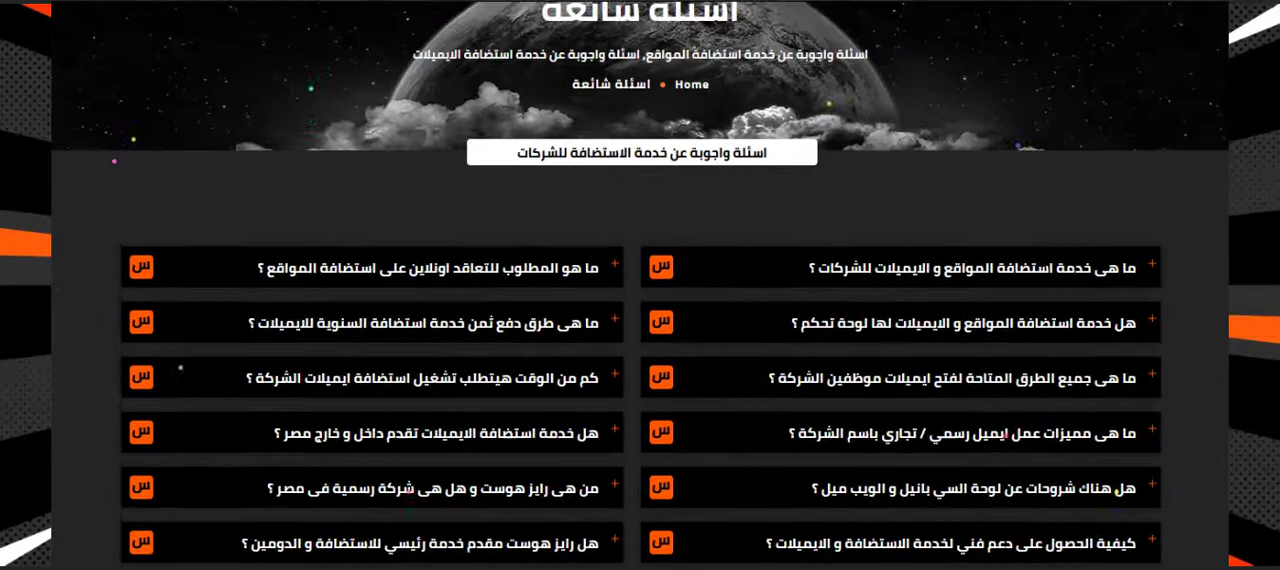 اسئلة شائعة
اسئلة واجوبة عن خدمة استضافة المواقع, اسئلة واجوبة عن خدمة استضافة الايميلات
Home • اسئلة شائعة
اسئلة واجوبة عن خدمة الاستضافة للشركات
+ ما هى خدمة استضافة المواقع و الايميلات للشركات ؟ س
+ ما هو المطلوب للتعاقد اونلاين على استضافة المواقع ؟ س
+ هل خدمة استضافة المواقع و الايميلات لها لوحة تحكم ؟ س
+ ما هى طرق دفع ثمن خدمة استضافة السنوية للايميلات ؟ س
+ ما هى جميع الطرق المتاحة لفتح ايميلات موظفين الشركة ؟ س
+ كم من الوقت هيتطلب تشغيل استضافة ايميلات الشركة ؟ س
+ ما هى مميزات عمل ايميل رسمي / تجاري باسم الشركة ؟ س
+ هل خدمة استضافة الايميلات تقدم داخل و خارج مصر ؟ س
+ هل هناك شروحات عن لوحة السي بانيل و الويب ميل ؟ س
+ من هى رايز هوست و هل هى شركة رسمية فى مصر ؟ س
+ كيفية الحصول على دعم فني لخدمة الاستضافة و الايميلات ؟ س
+ هل رايز هوست مقدم خدمة رئيسي للاستضافة و الدومين ؟ س